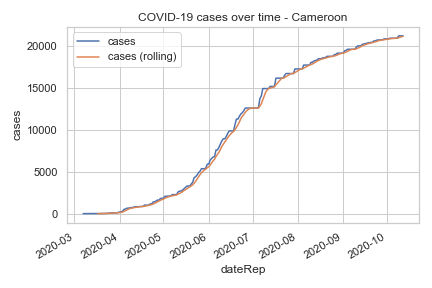 COVID-19 cases over time - Cameroon
cases
cases (rolling)
20000
15000
10000
5000
0
cases
2020-03
2020-04
2020-05
2020-06
2020-07
2020-08
2020-09
2020-10
dateRep